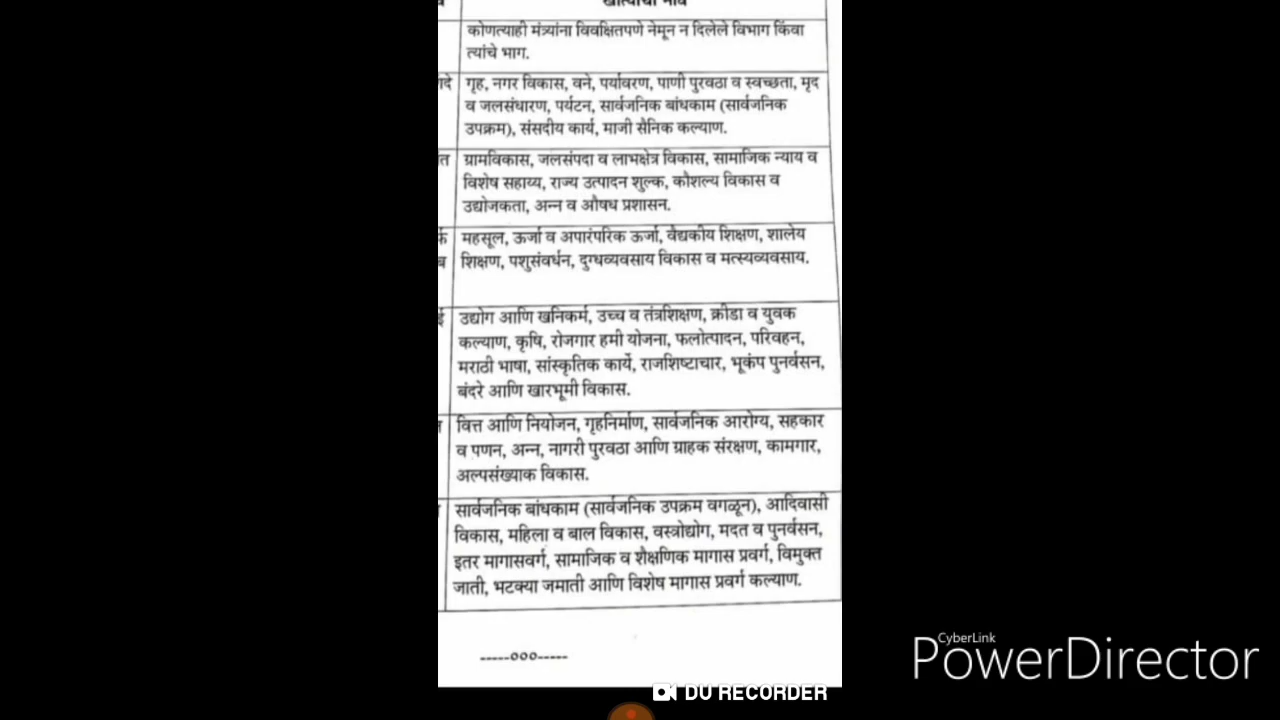 खात्याचा नाव
कोणत्याही मंत्र्यांना विवक्षितपणे नेमून न दिलेले विभाग किंवा
त्यांचे भाग.
गृह, नगर विकास, वने, पर्यावरण, पाणी पुरवठा व स्वच्छता, मृद
व जलसंधारण, पर्यटन, सार्वजनिक बांधकाम (सार्वजनिक
उपक्रम), संसदीय कार्य, माजी सैनिक कल्याण.
ग्रामविकास, जलसंपदा व लाभक्षेत्र विकास, सामाजिक न्याय व
विशेष सहाय्य, राज्य उत्पादन शुल्क, कौशल्य विकास व
उद्योजकता, अन्न व औषध प्रशासन.
महसूल, ऊर्जा व अपारंपरिक ऊर्जा, वैद्यकीय शिक्षण, शालेय
शिक्षण, पशुसंवर्धन, दुग्धव्यवसाय विकास व मत्स्यव्यवसाय.
उद्योग आणि खनिकर्म, उच्च व तंत्रशिक्षण, क्रीडा व युवक
कल्याण, कृषि, रोजगार हमी योजना, फलोत्पादन, परिवहन,
मराठी भाषा, सांस्कृतिक कार्ये, राजशिष्टाचार, भूकंप पुनर्वसन,
बंदरे आणि खारभूमी विकास.
वित्त आणि नियोजन, गृहनिर्माण, सार्वजनिक आरोग्य, सहकार
व पणन, अन्न, नागरी पुरवठा आणि ग्राहक संरक्षण, कामगार,
अल्पसंख्याक विकास.
सार्वजनिक बांधकाम (सार्वजनिक उपक्रम वगळून), आदिवासी
विकास, महिला व बाल विकास, वस्त्रोद्योग, मदत व पुनर्वसन,
इतर मागासवर्ग, सामाजिक व शैक्षणिक मागास प्रवर्ग, विमुक्त
जाती, भटक्या जमाती आणि विशेष मागास प्रवर्ग कल्याण.
-----०००-----
DU RECORDER
CyberLink
PowerDirector